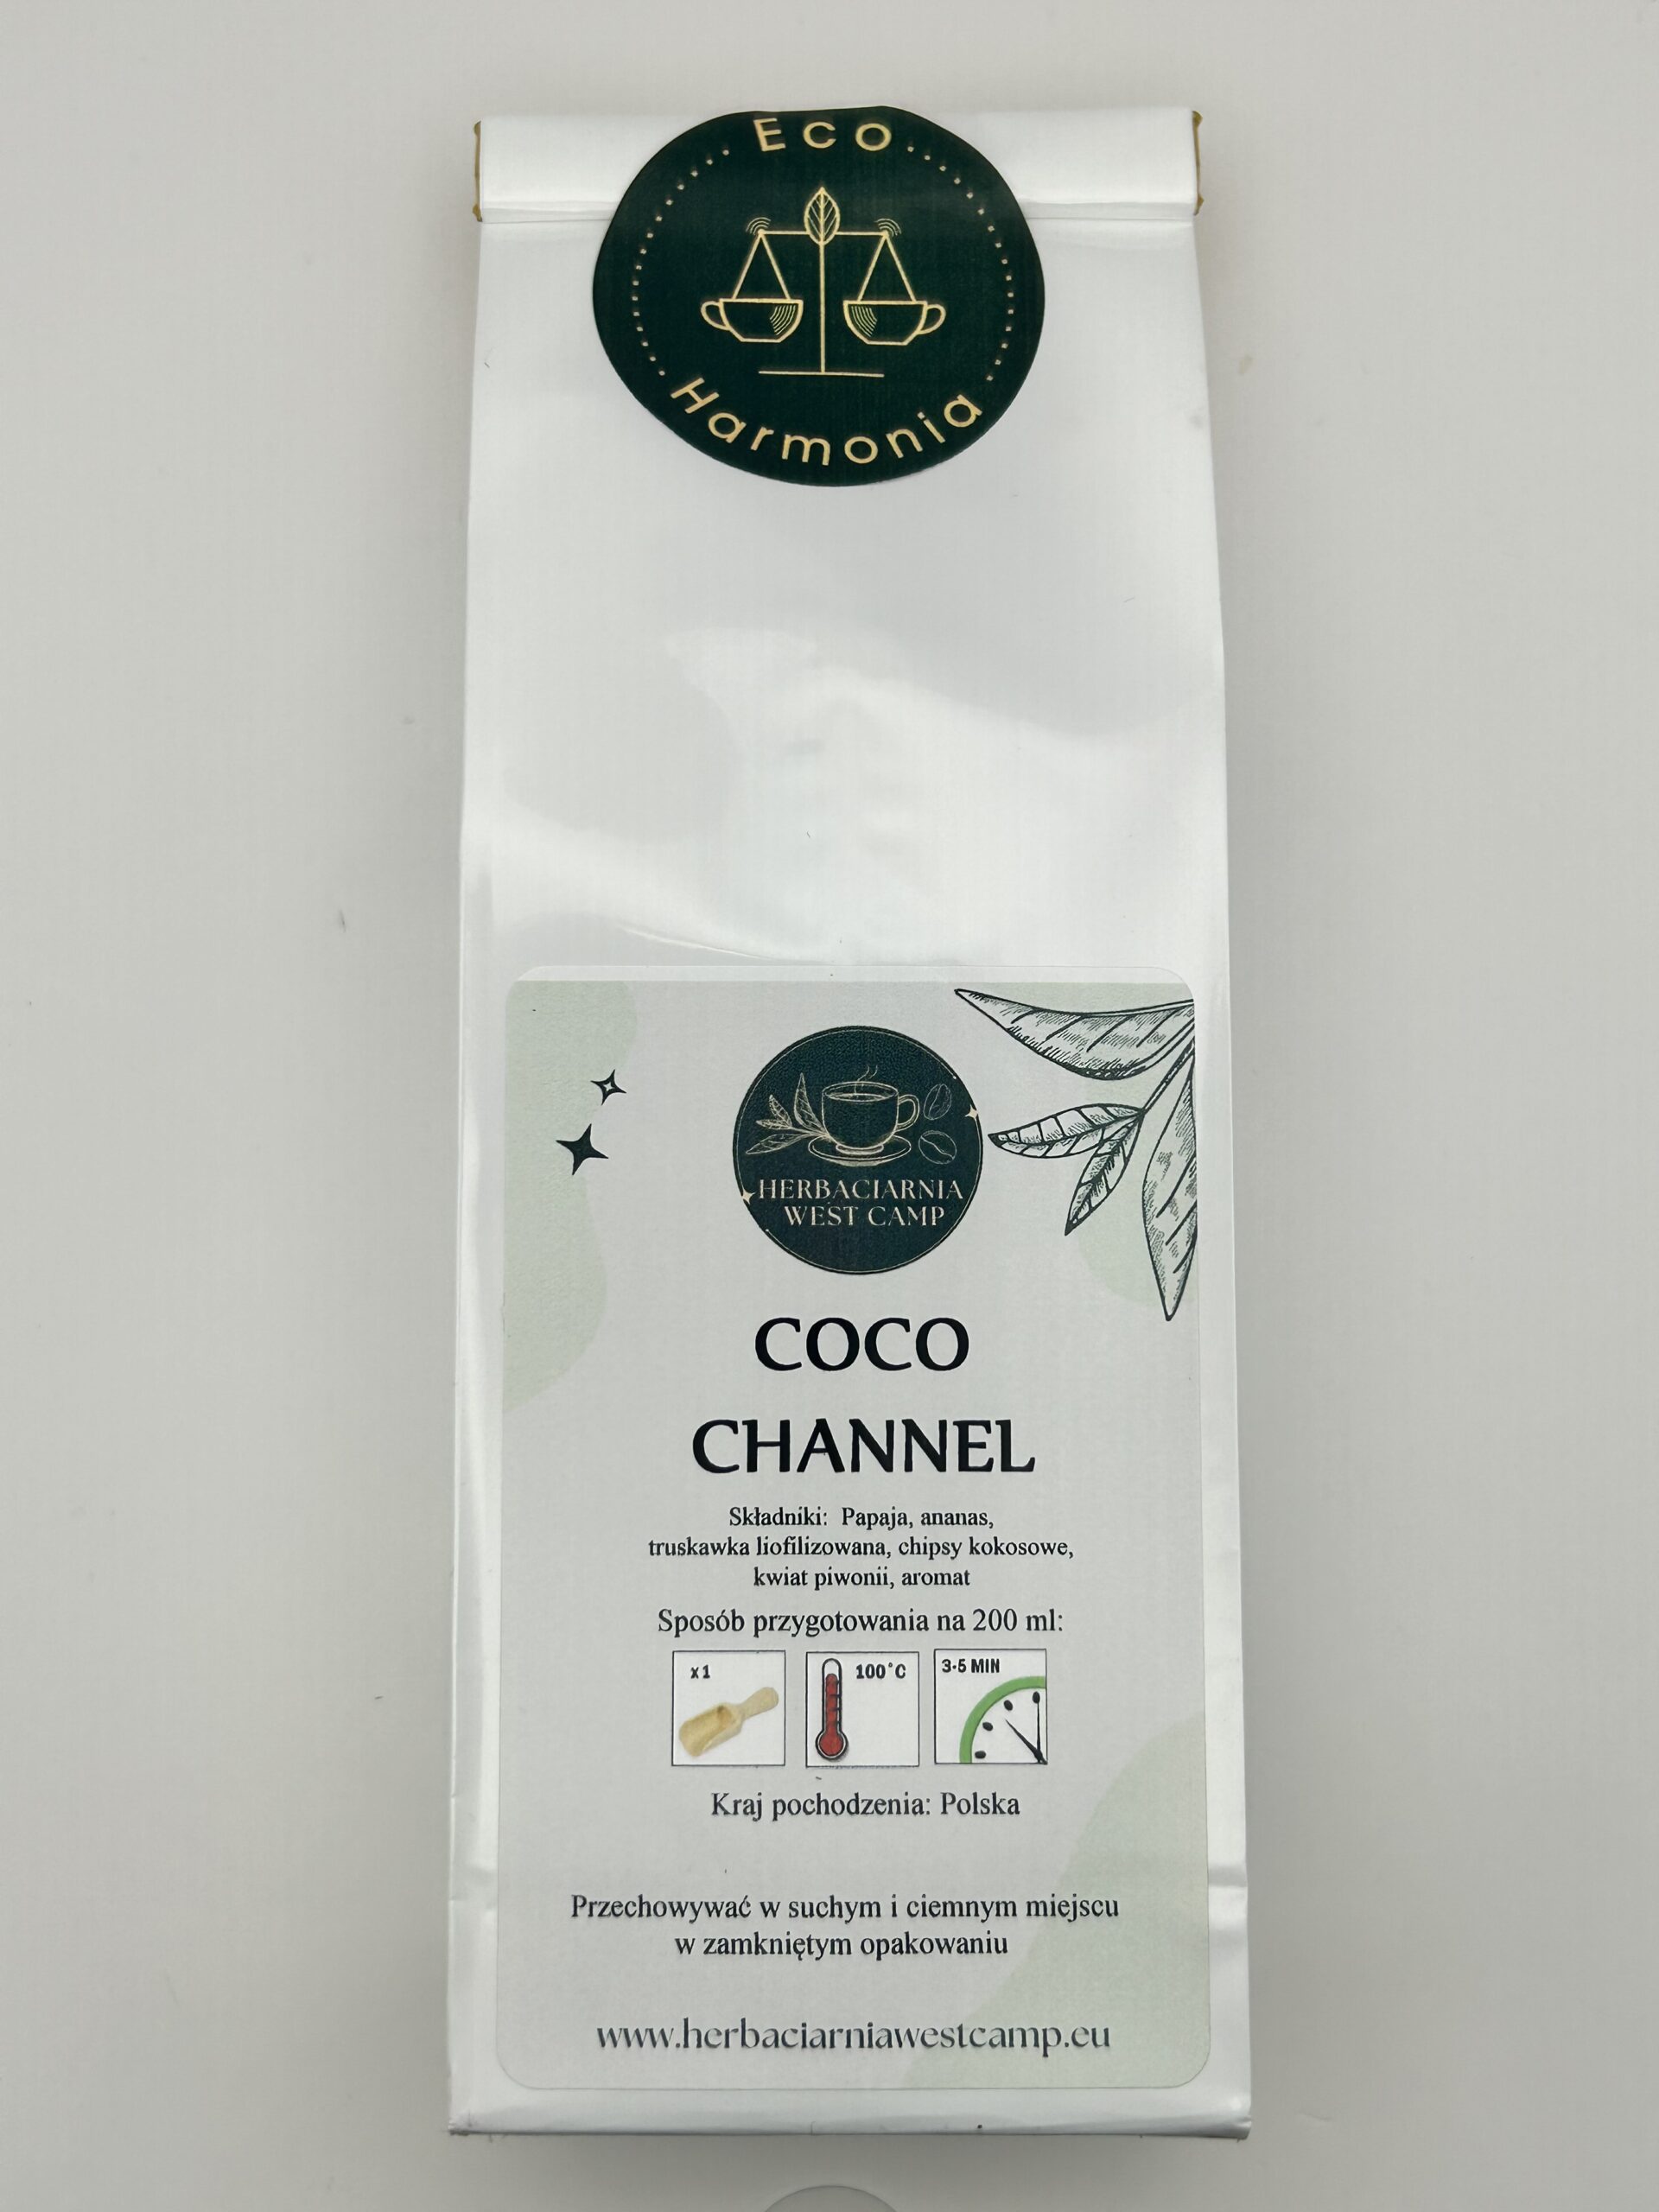 Eco
Harmonia
HERBACIARNIA
WEST CAMP
COCO
CHANNEL
Składniki: Papaja, ananas,
truskawka liofilizowana, chipsy kokosowe,
kwiat piwonii, aromat
Sposób przygotowania na 200 ml:
x1 100°C 3-5 MIN
Kraj pochodzenia: Polska
Przechowywać w suchym i ciemnym miejscu
w zamkniętym opakowaniu
www.herbaciarniawestcamp.eu